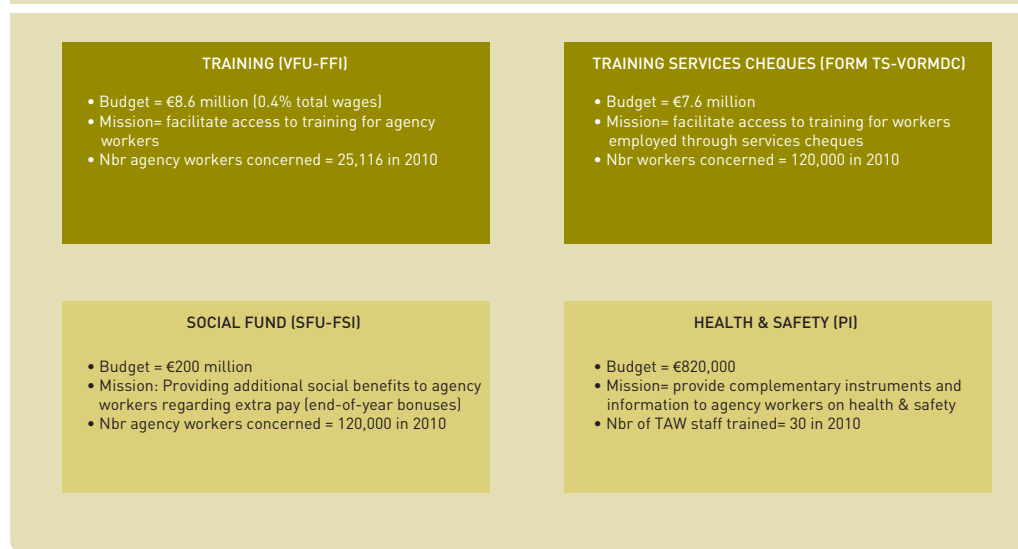 TRAINING (VFU-FFI)
• Budget = €8.6 million (0.4% total wages)
• Mission= facilitate access to training for agency
workers
• Nbr agency workers concerned = 25,116 in 2010
TRAINING SERVICES CHEQUES (FORM TS-VORMDC)
• Budget = €7.6 million
• Mission= facilitate access to training for workers
employed through services cheques
• Nbr workers concerned = 120,000 in 2010
SOCIAL FUND (SFU-FSI)
• Budget = €200 million
• Mission: Providing additional social benefits to agency
workers regarding extra pay (end-of-year bonuses)
• Nbr agency workers concerned = 120,000 in 2010
HEALTH & SAFETY (PI)
• Budget = €820,000
• Mission= provide complementary instruments and
information to agency workers on health & safety
• Nbr of TAW staff trained= 30 in 2010